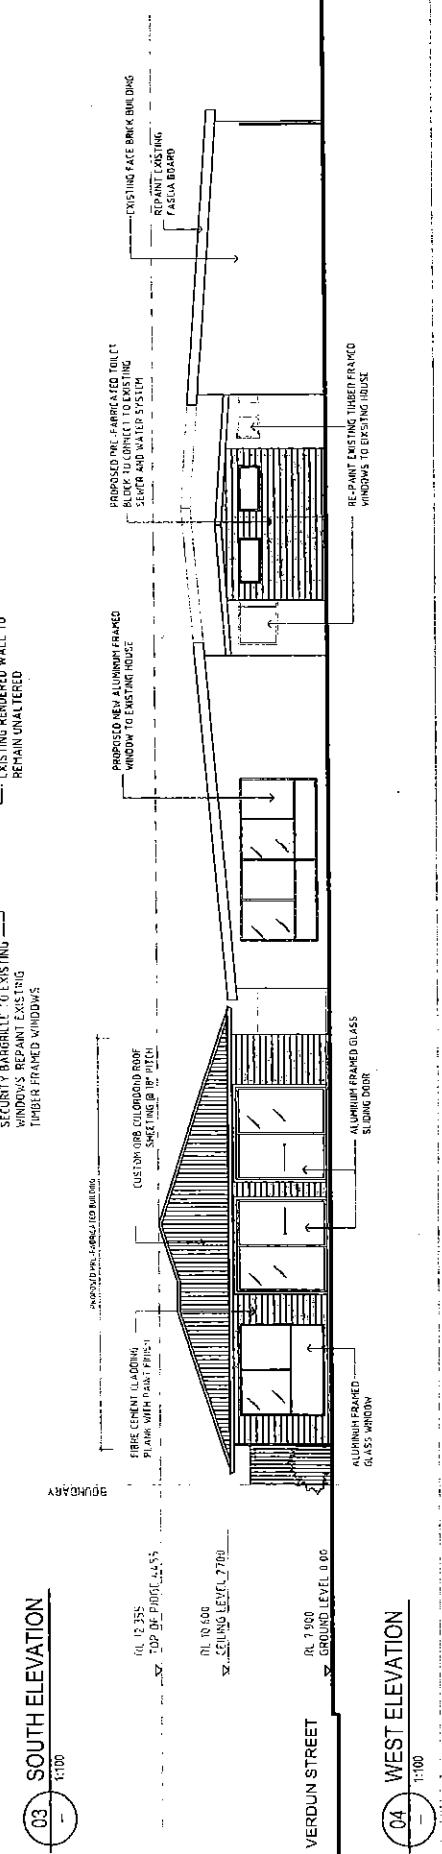 EXISTING RENDERED WALL TO
REMAIN UNALTERED
SECURITY BARGRILLE TO EXISTING
WINDOWS REPAINT EXISTING
TIMBER FRAMED WINDOWS
03
SOUTH ELEVATION
1:100
BOUNDARY
PROPOSED PRE-FABRICATED BUILDING
FIBRE CEMENT CLADDING
PLANK WITH PAINT FINISH
CUSTOM ORB COLORBOND ROOF
SHEETING @ 18° PITCH
PROPOSED NEW ALUMINUM FRAMED
WINDOW TO EXISTING HOUSE
PROPOSED PRE-FABRICATED TOILET
BLOCK TO CONNECT TO EXISTING
SEWER AND WATER SYSTEM
EXISTING FACE BRICK BUILDING
REPAINT EXISTING
FASCIA BOARD
RL 12 355
TOP OF RIDGE 4455
RL 10 600
CEILING LEVEL 2700
RL 7 900
GROUND LEVEL 0.00
VERDUN STREET
ALUMINUM FRAMED
GLASS WINDOW
ALUMINUM FRAMED GLASS
SLIDING DOOR
RE-PAINT EXISTING TIMBER FRAMED
WINDOWS TO EXISITNG HOUSE
04
WEST ELEVATION
1:100